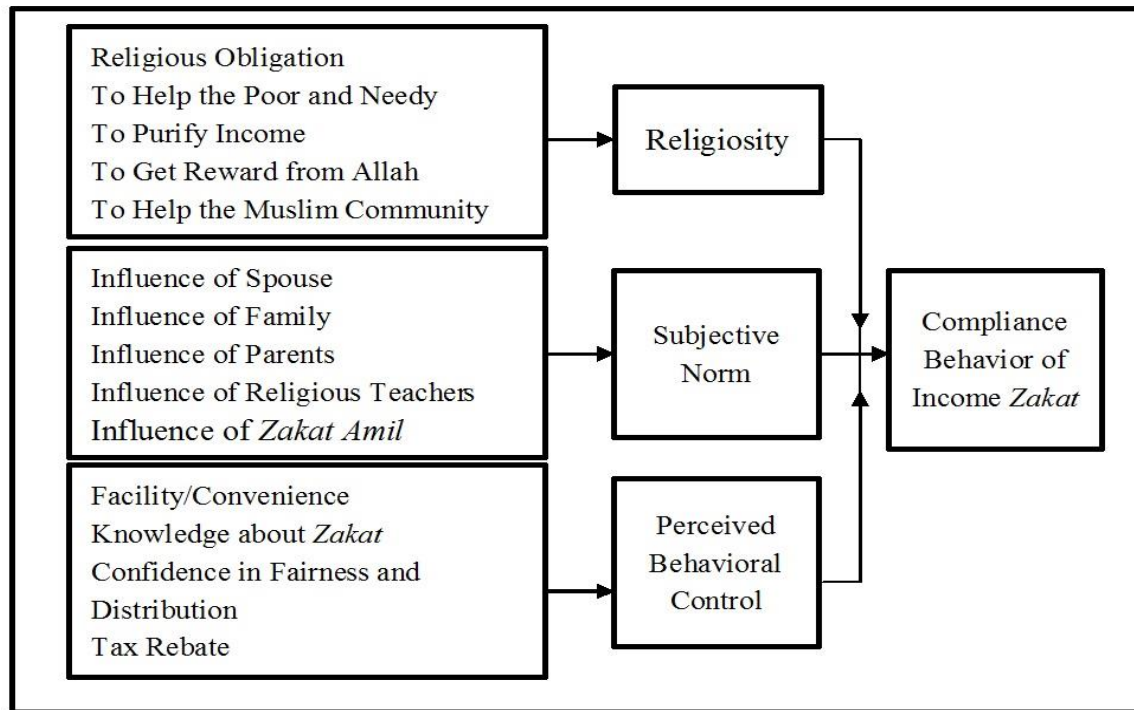 Religious Obligation
To Help the Poor and Needy
To Purify Income
To Get Reward from Allah
To Help the Muslim Community
Religiosity
Influence of Spouse
Influence of Family
Influence of Parents
Influence of Religious Teachers
Influence of Zakat Amil
Subjective
Norm
Compliance
Behavior of
Income Zakat
Facility/Convenience
Knowledge about Zakat
Confidence in Fairness and
Distribution
Tax Rebate
Perceived
Behavioral
Control